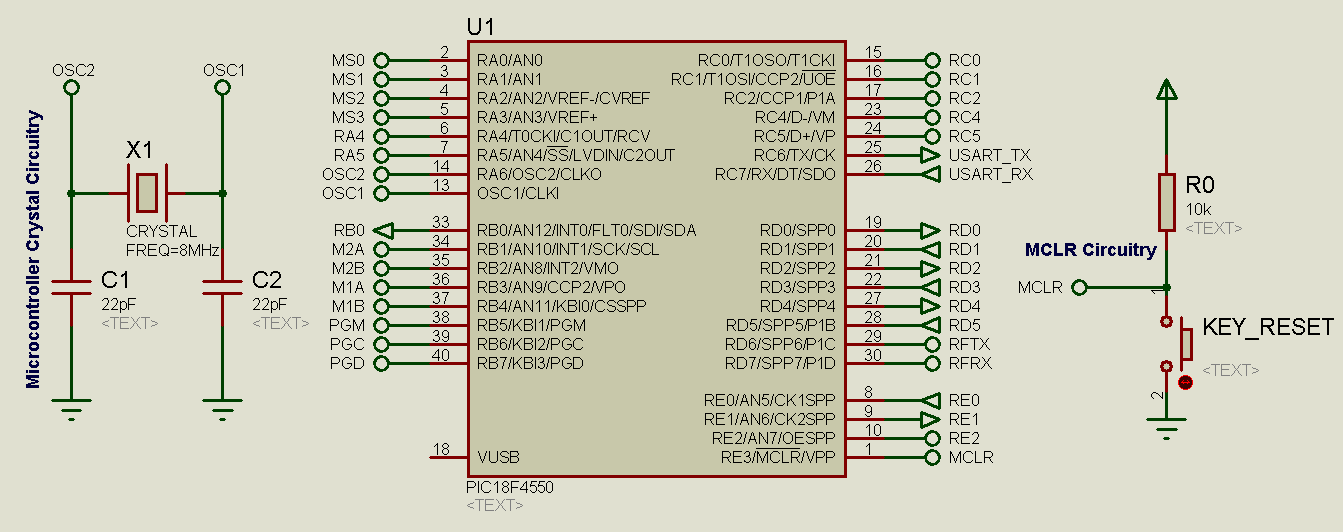 OSC2
OSC1
Microcontroller Crystal Circuitry
X1
CRYSTAL
FREQ=8MHz
C1
22pF
<TEXT>
C2
22pF
<TEXT>
U1
MS0 2 RA0/AN0
MS1 3 RA1/AN1
MS2 4 RA2/AN2/VREF-/CVREF
MS3 5 RA3/AN3/VREF+
RA4 6 RA4/T0CKI/C1OUT/RCV
RA5 7 RA5/AN4/SS/LVDIN/C2OUT
OSC2 14 RA6/OSC2/CLKO
OSC1 13 OSC1/CLKI
RB0 33 RB0/AN12/INT0/FLT0/SDI/SDA
M2A 34 RB1/AN10/INT1/SCK/SCL
M2B 35 RB2/AN8/INT2/VMO
M1A 36 RB3/AN9/CCP2/VPO
M1B 37 RB4/AN11/KBI0/CSSPP
PGM 38 RB5/KBI1/PGM
PGC 39 RB6/KBI2/PGC
PGD 40 RB7/KBI3/PGD
18 VUSB
RC0/T1OSO/T1CKI 15 RC0
RC1/T1OSI/CCP2/UOE 16 RC1
RC2/CCP1/P1A 17 RC2
RC4/D-/VM 23 RC4
RC5/D+/VP 24 RC5
RC6/TX/CK 25 USART_TX
RC7/RX/DT/SDO 26 USART_RX
RD0/SPP0 19 RD0
RD1/SPP1 20 RD1
RD2/SPP2 21 RD2
RD3/SPP3 22 RD3
RD4/SPP4 27 RD4
RD5/SPP5/P1B 28 RD5
RD6/SPP6/P1C 29 RFTX
RD7/SPP7/P1D 30 RFRX
RE0/AN5/CK1SPP 8 RE0
RE1/AN6/CK2SPP 9 RE1
RE2/AN7/OESPP 10 RE2
RE3/MCLR/VPP 1 MCLR
PIC18F4550
<TEXT>
R0
10k
<TEXT>
MCLR Circuitry
MCLR
1
KEY_RESET
<TEXT>
2